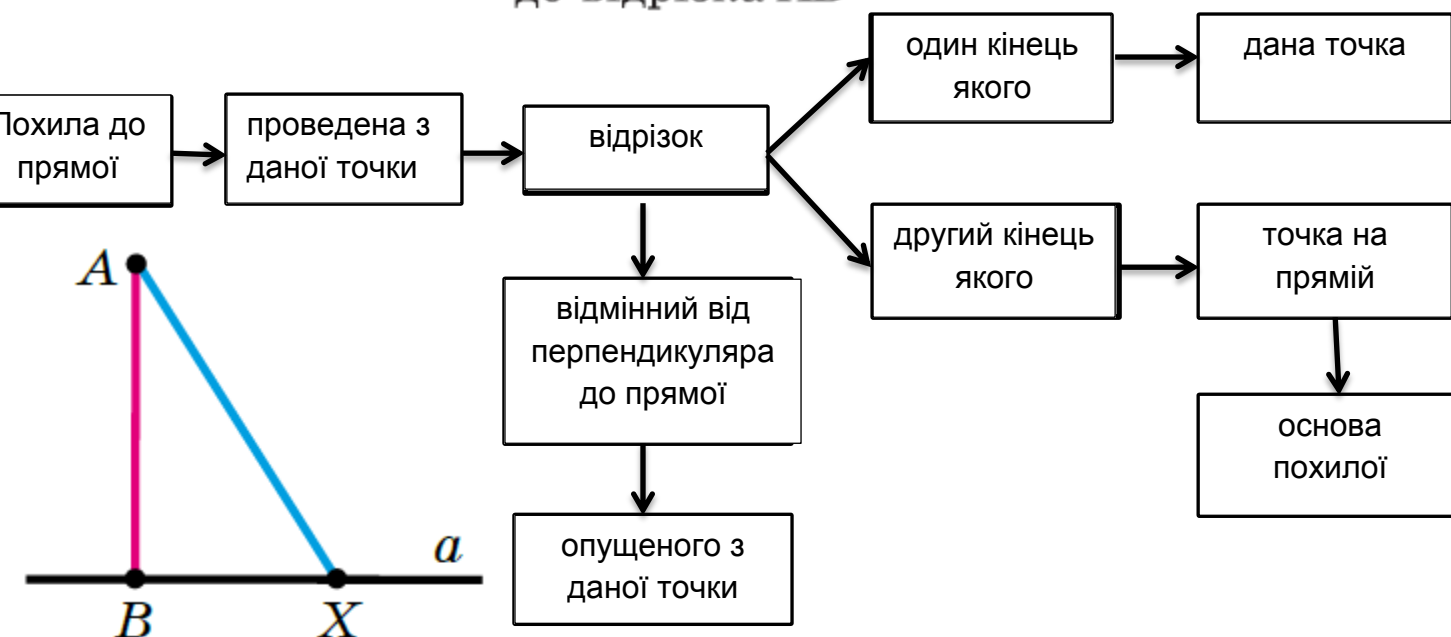 Похила до
прямої
проведена з
даної точки
відрізок
один кінець
якого
дана точка
другий кінець
якого
точка на
прямій
основа
похилої
відмінний від
перпендикуляра
до прямої
опущеного з
даної точки
A
B
X
a